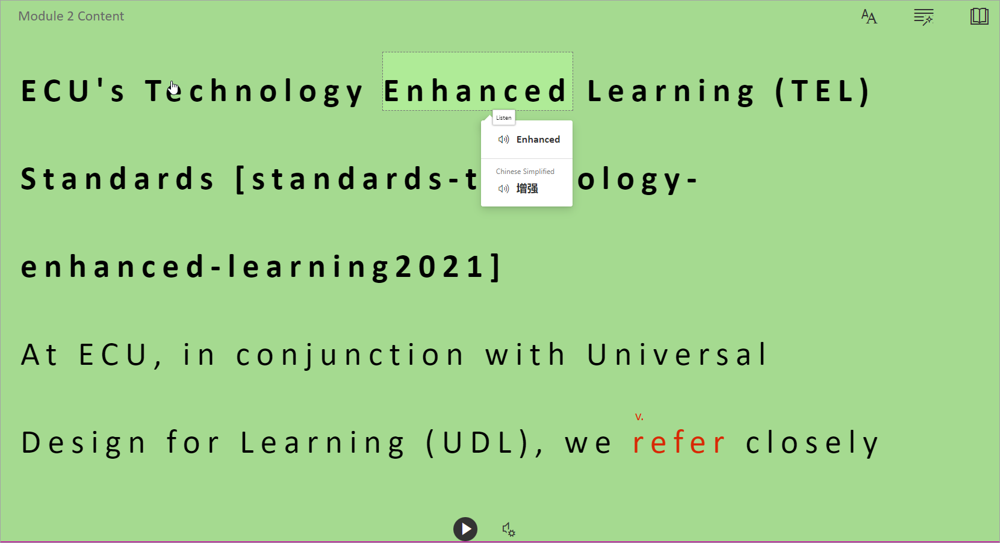 Module 2 Content
AA
ECU's Technology Enhanced Learning (TEL)
Listen
Enhanced
Chinese Simplified
增强
Standards [standards-t ology-
enhanced-learning2021]
At ECU, in conjunction with Universal
v.
Design for Learning (UDL), we refer closely